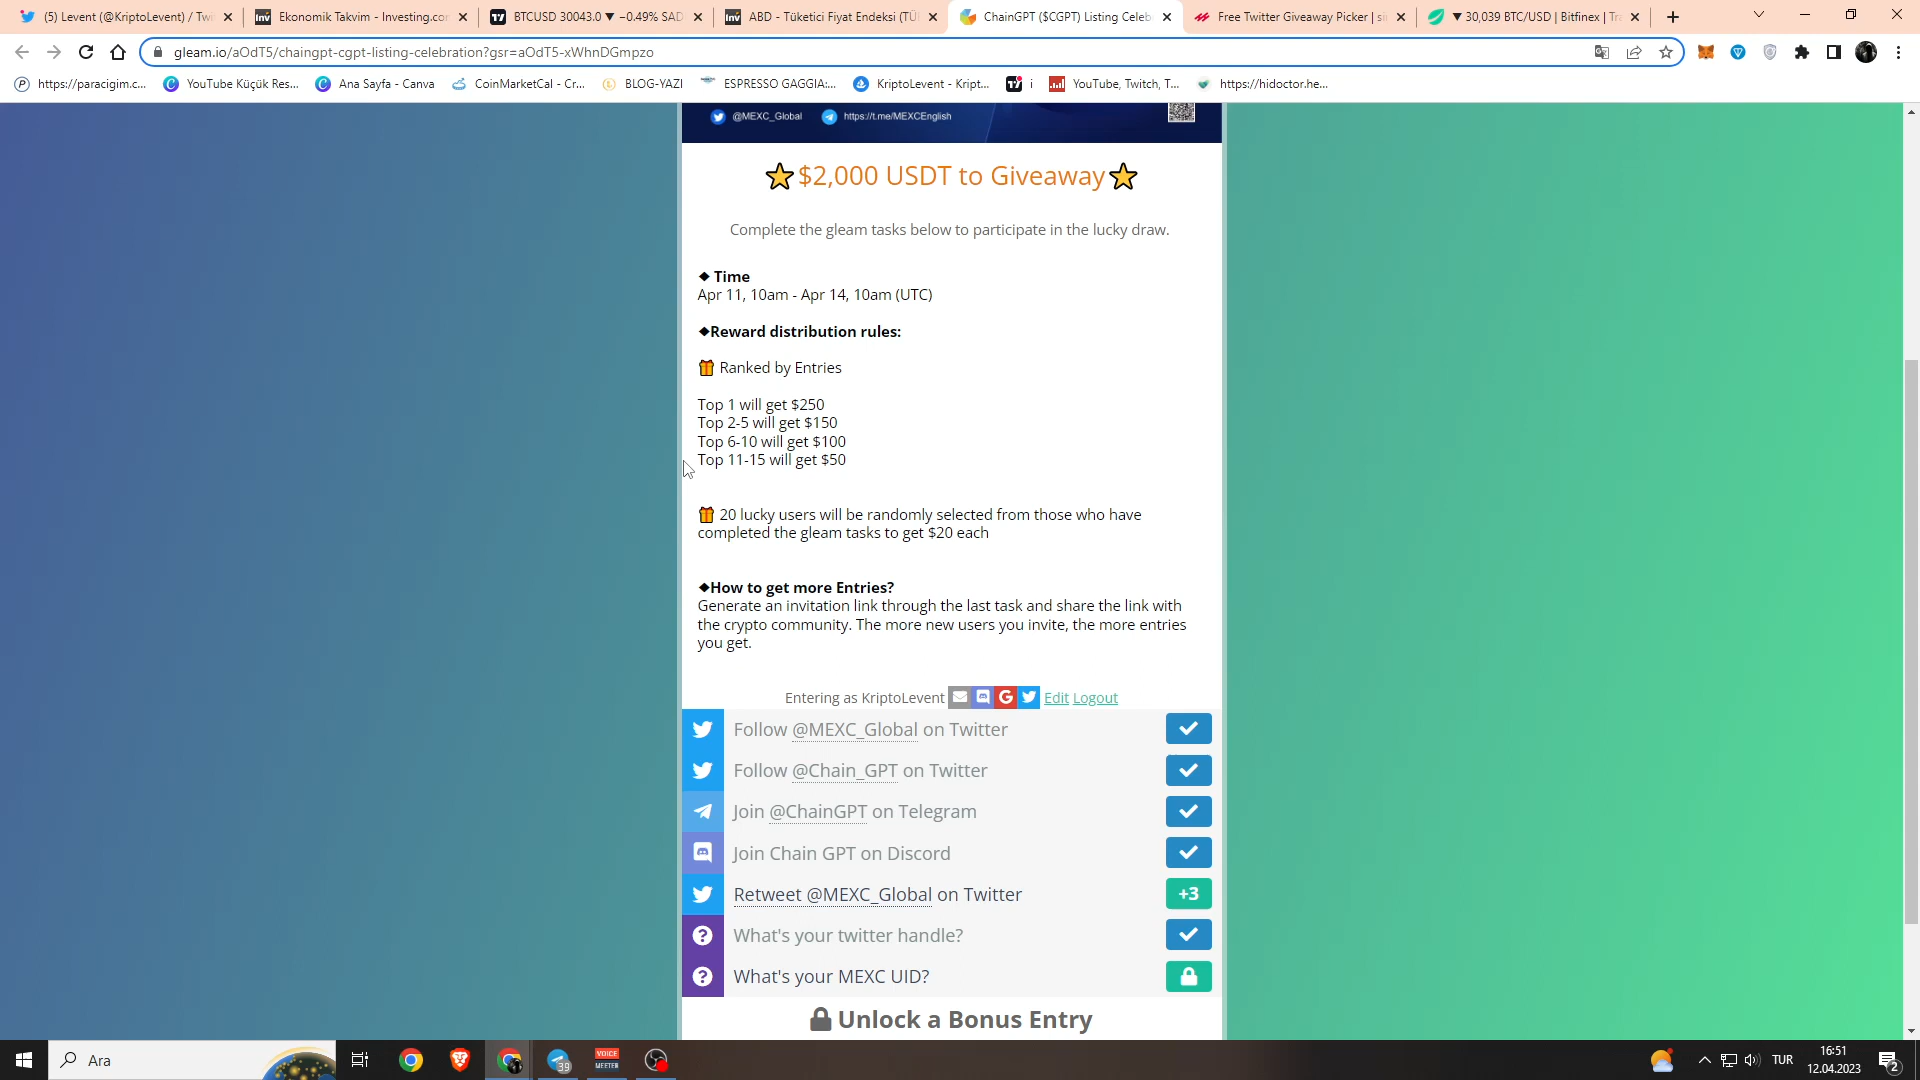 (5) Levent (@KriptoLevent) / Twi
Ekonomik Takvim - Investing.co
BTCUSD 30043.0 ▼ −0.49% SAD
ABD - Tüketici Fiyat Endeksi (TÜ
ChainGPT ($CGPT) Listing Celeb
Free Twitter Giveaway Picker | si
▼ 30,039 BTC/USD | Bitfinex | Tra
gleam.io/aOdT5/chaingpt-cgpt-listing-celebration?gsr=aOdT5-xWhnDGmpzo
https://paracigim.c...
YouTube Küçük Res...
Ana Sayfa - Canva
CoinMarketCal - Cr...
BLOG-YAZI
ESPRESSO GAGGIA:...
KriptoLevent - Kript...
i
YouTube, Twitch, T...
https://hidoctor.he...
@MEXC_Global
https://t.me/MEXCEnglish
⭐$2,000 USDT to Giveaway⭐
Complete the gleam tasks below to participate in the lucky draw.
◆ Time
Apr 11, 10am - Apr 14, 10am (UTC)
◆Reward distribution rules:
🎁 Ranked by Entries
Top 1 will get $250
Top 2-5 will get $150
Top 6-10 will get $100
Top 11-15 will get $50
🎁 20 lucky users will be randomly selected from those who have
completed the gleam tasks to get $20 each
◆How to get more Entries?
Generate an invitation link through the last task and share the link with
the crypto community. The more new users you invite, the more entries
you get.
Entering as KriptoLevent Edit Logout
Follow @MEXC_Global on Twitter
Follow @Chain_GPT on Twitter
Join @ChainGPT on Telegram
Join Chain GPT on Discord
Retweet @MEXC_Global on Twitter +3
What's your twitter handle?
What's your MEXC UID?
Unlock a Bonus Entry
Ara
39
VOICE
MEETER
TUR
16:51
12.04.2023
2